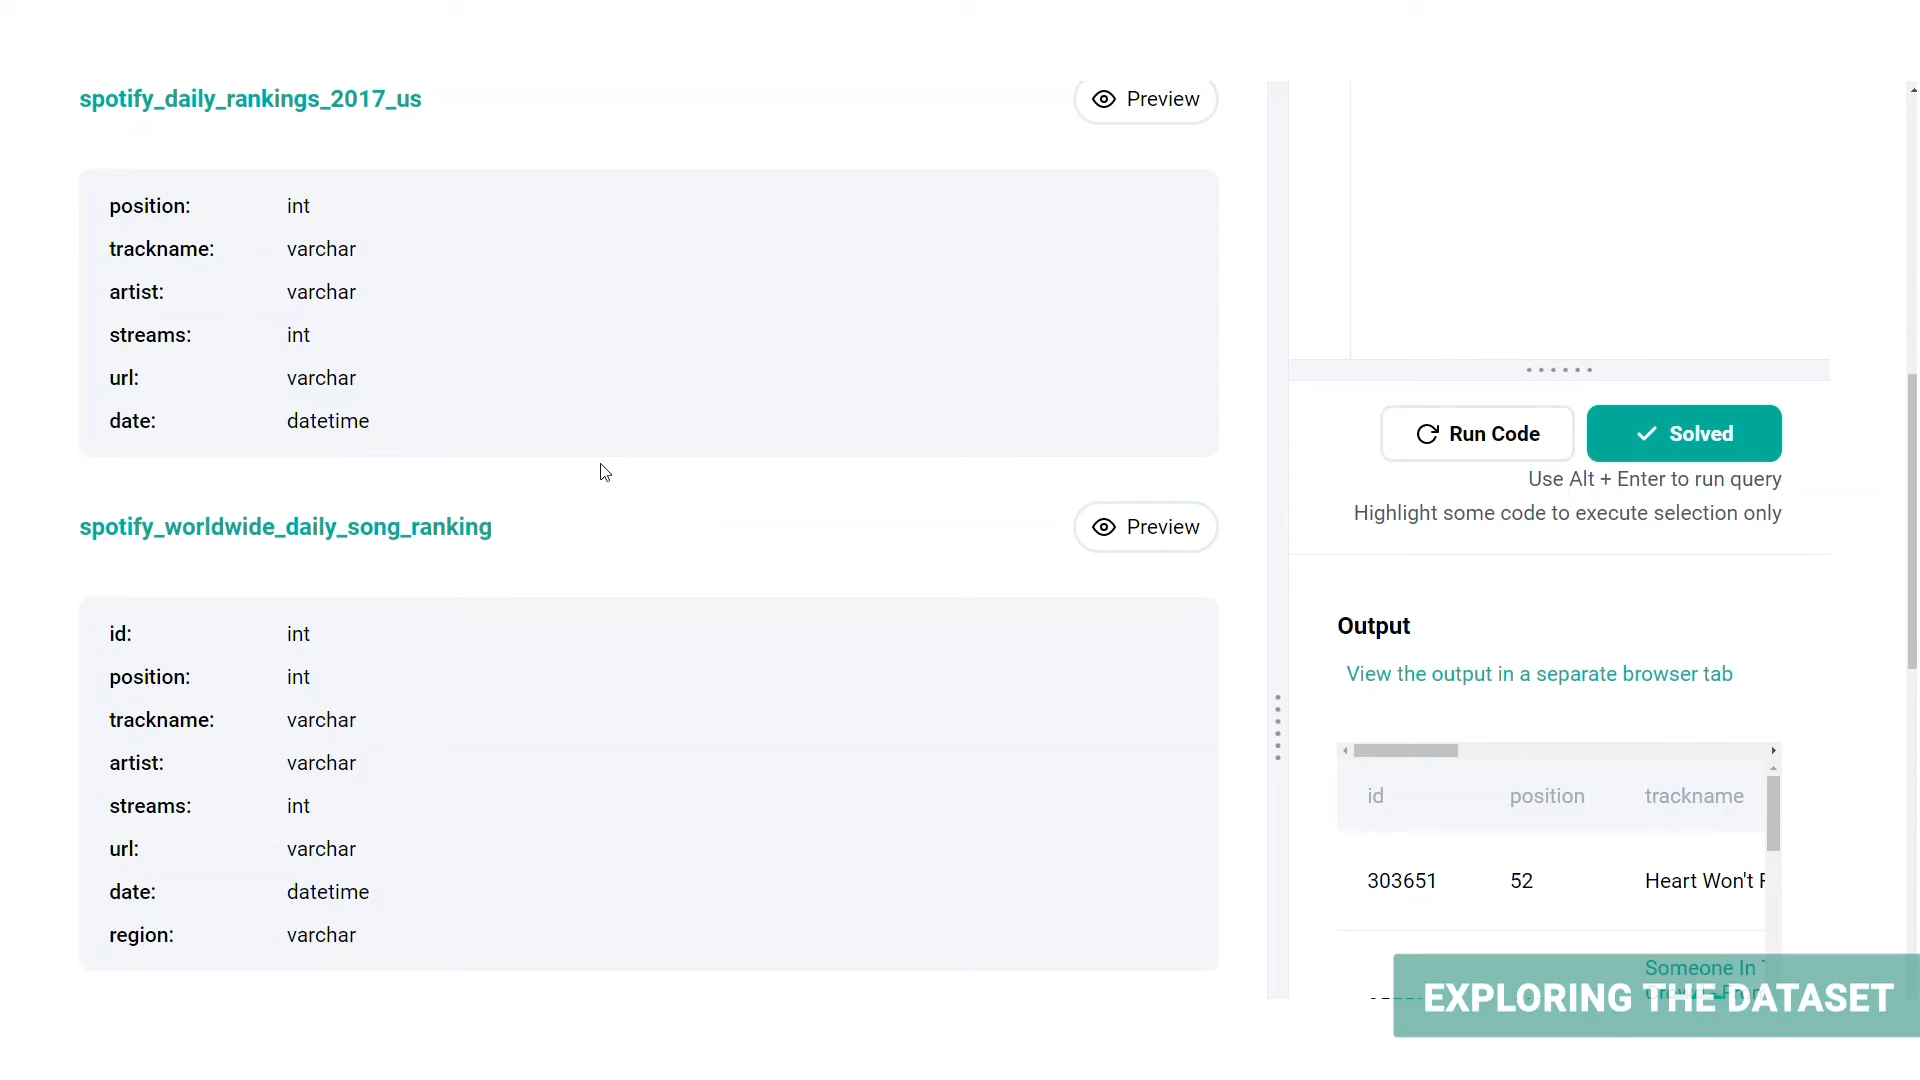 spotify_daily_rankings_2017_us
Preview
position: int
trackname: varchar
artist: varchar
streams: int
url: varchar
date: datetime
spotify_worldwide_daily_song_ranking
Preview
id: int
position: int
trackname: varchar
artist: varchar
streams: int
url: varchar
date: datetime
region: varchar
Run Code
Solved
Use Alt + Enter to run query
Highlight some code to execute selection only
Output
View the output in a separate browser tab
id position trackname
303651 52 Heart Won't
Someone In
EXPLORING THE DATASET